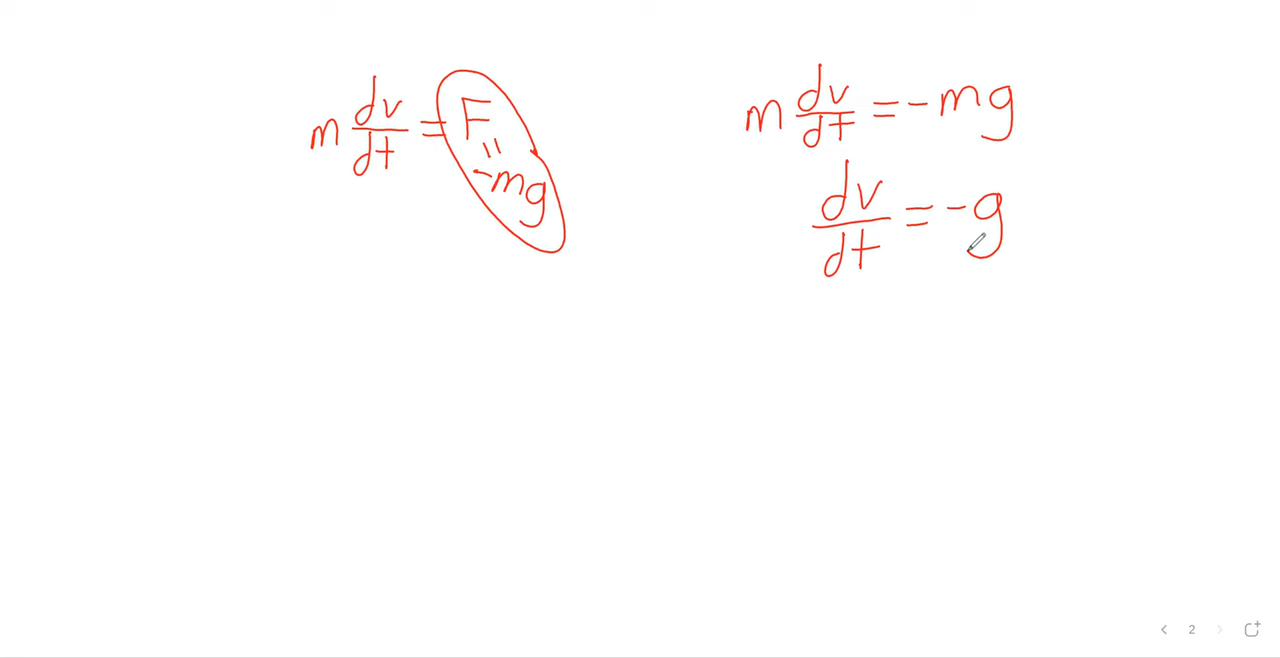 m dv/dt = F
= -mg
m dv/dt = -mg
dv/dt = -g
2